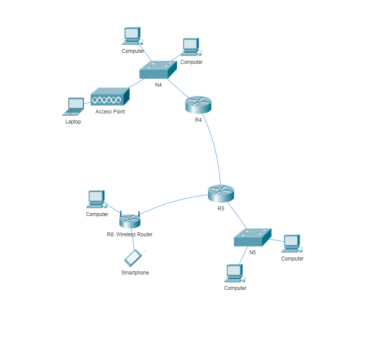 Computer
Computer
N4
Access Point
Laptop
R4
R5
Computer
R6 Wireless Router
N5
Computer
Smartphone
Computer